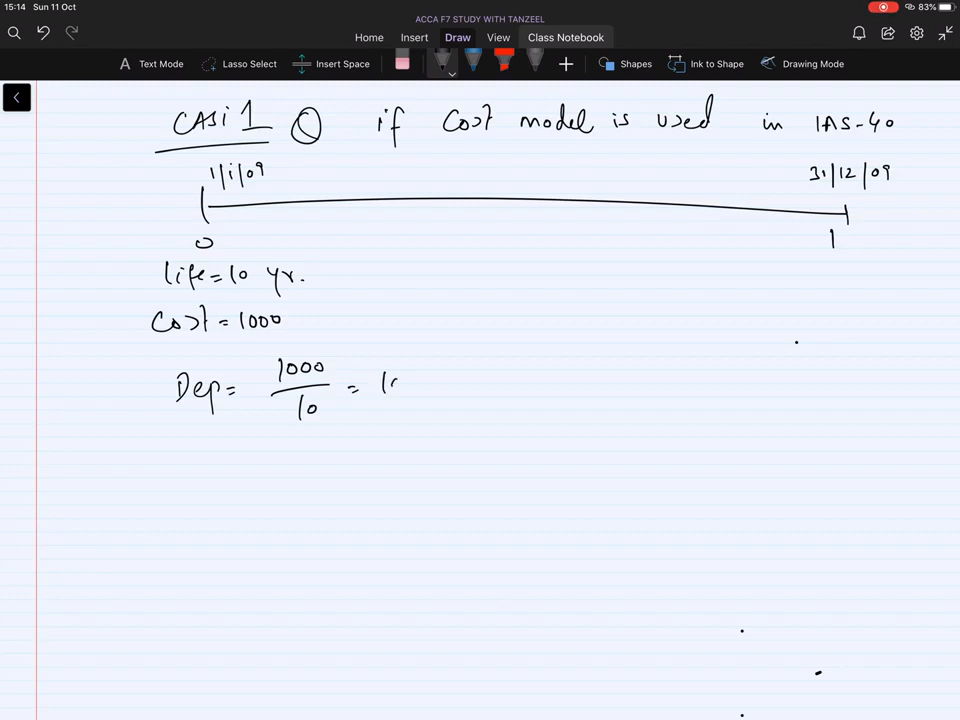 15:14 Sun 11 Oct
83%
ACCA F7 STUDY WITH TANZEEL
Home Insert Draw View Class Notebook
A Text Mode Lasso Select Insert Space Shapes Ink to Shape Drawing Mode
CASE 1 if Cost model is used in IAS-40
1/1/09 31/12/09
0 1
life=10 yr.
Cost = 1000
Dep = 1000
10
=